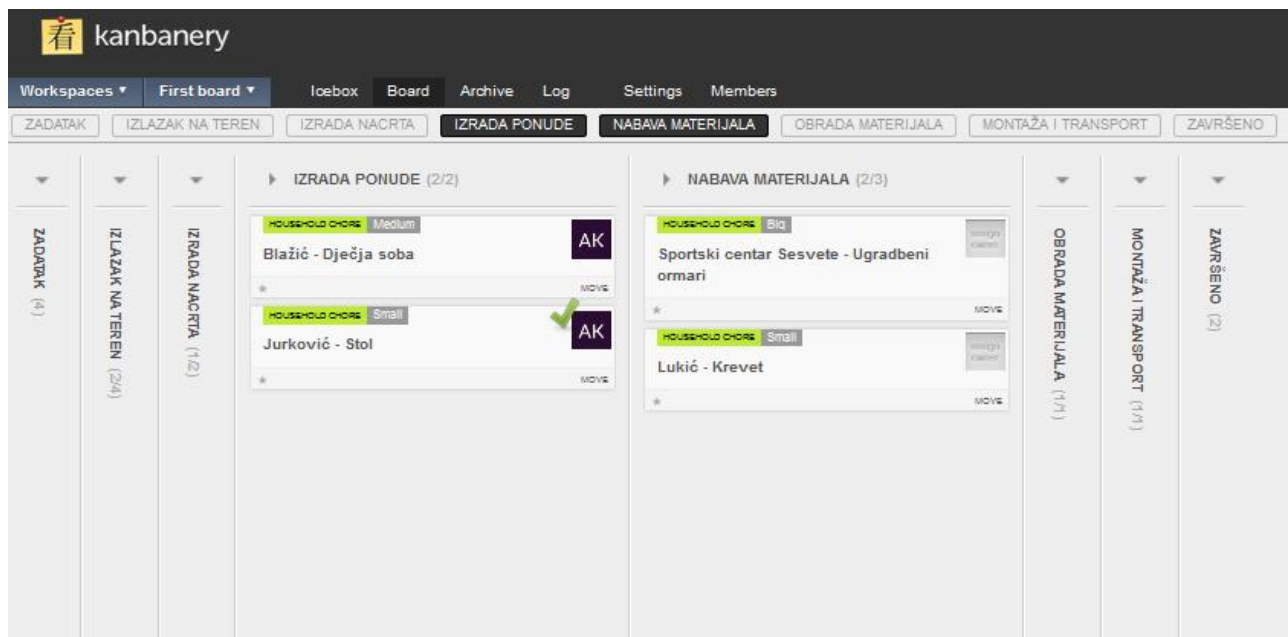 看 kanbanery
Workspaces First board Icebox Board Archive Log Settings Members
ZADATAK IZLAZAK NA TEREN IZRADA NACRTA IZRADA PONUDE NABAVA MATERIJALA OBRADA MATERIJALA MONTAŽA I TRANSPORT ZAVRŠENO
ZADATAK (4)
IZLAZAK NA TEREN (2/4)
IZRADA NACRTA (1/2)
IZRADA PONUDE (2/2)
HOUSEHOLD CHORE Medium
AK
Blažić - Dječja soba
MOVE
HOUSEHOLD CHORE Small
AK
Jurković - Stol
MOVE
NABAVA MATERIJALA (2/3)
HOUSEHOLD CHORE Big
Sportski centar Sesvete - Ugradbeni
ormari
MOVE
HOUSEHOLD CHORE Small
Lukić - Krevet
MOVE
OBRADA MATERIJALA (1/1)
MONTAŽA I TRANSPORT (1/1)
ZAVRŠENO (2)